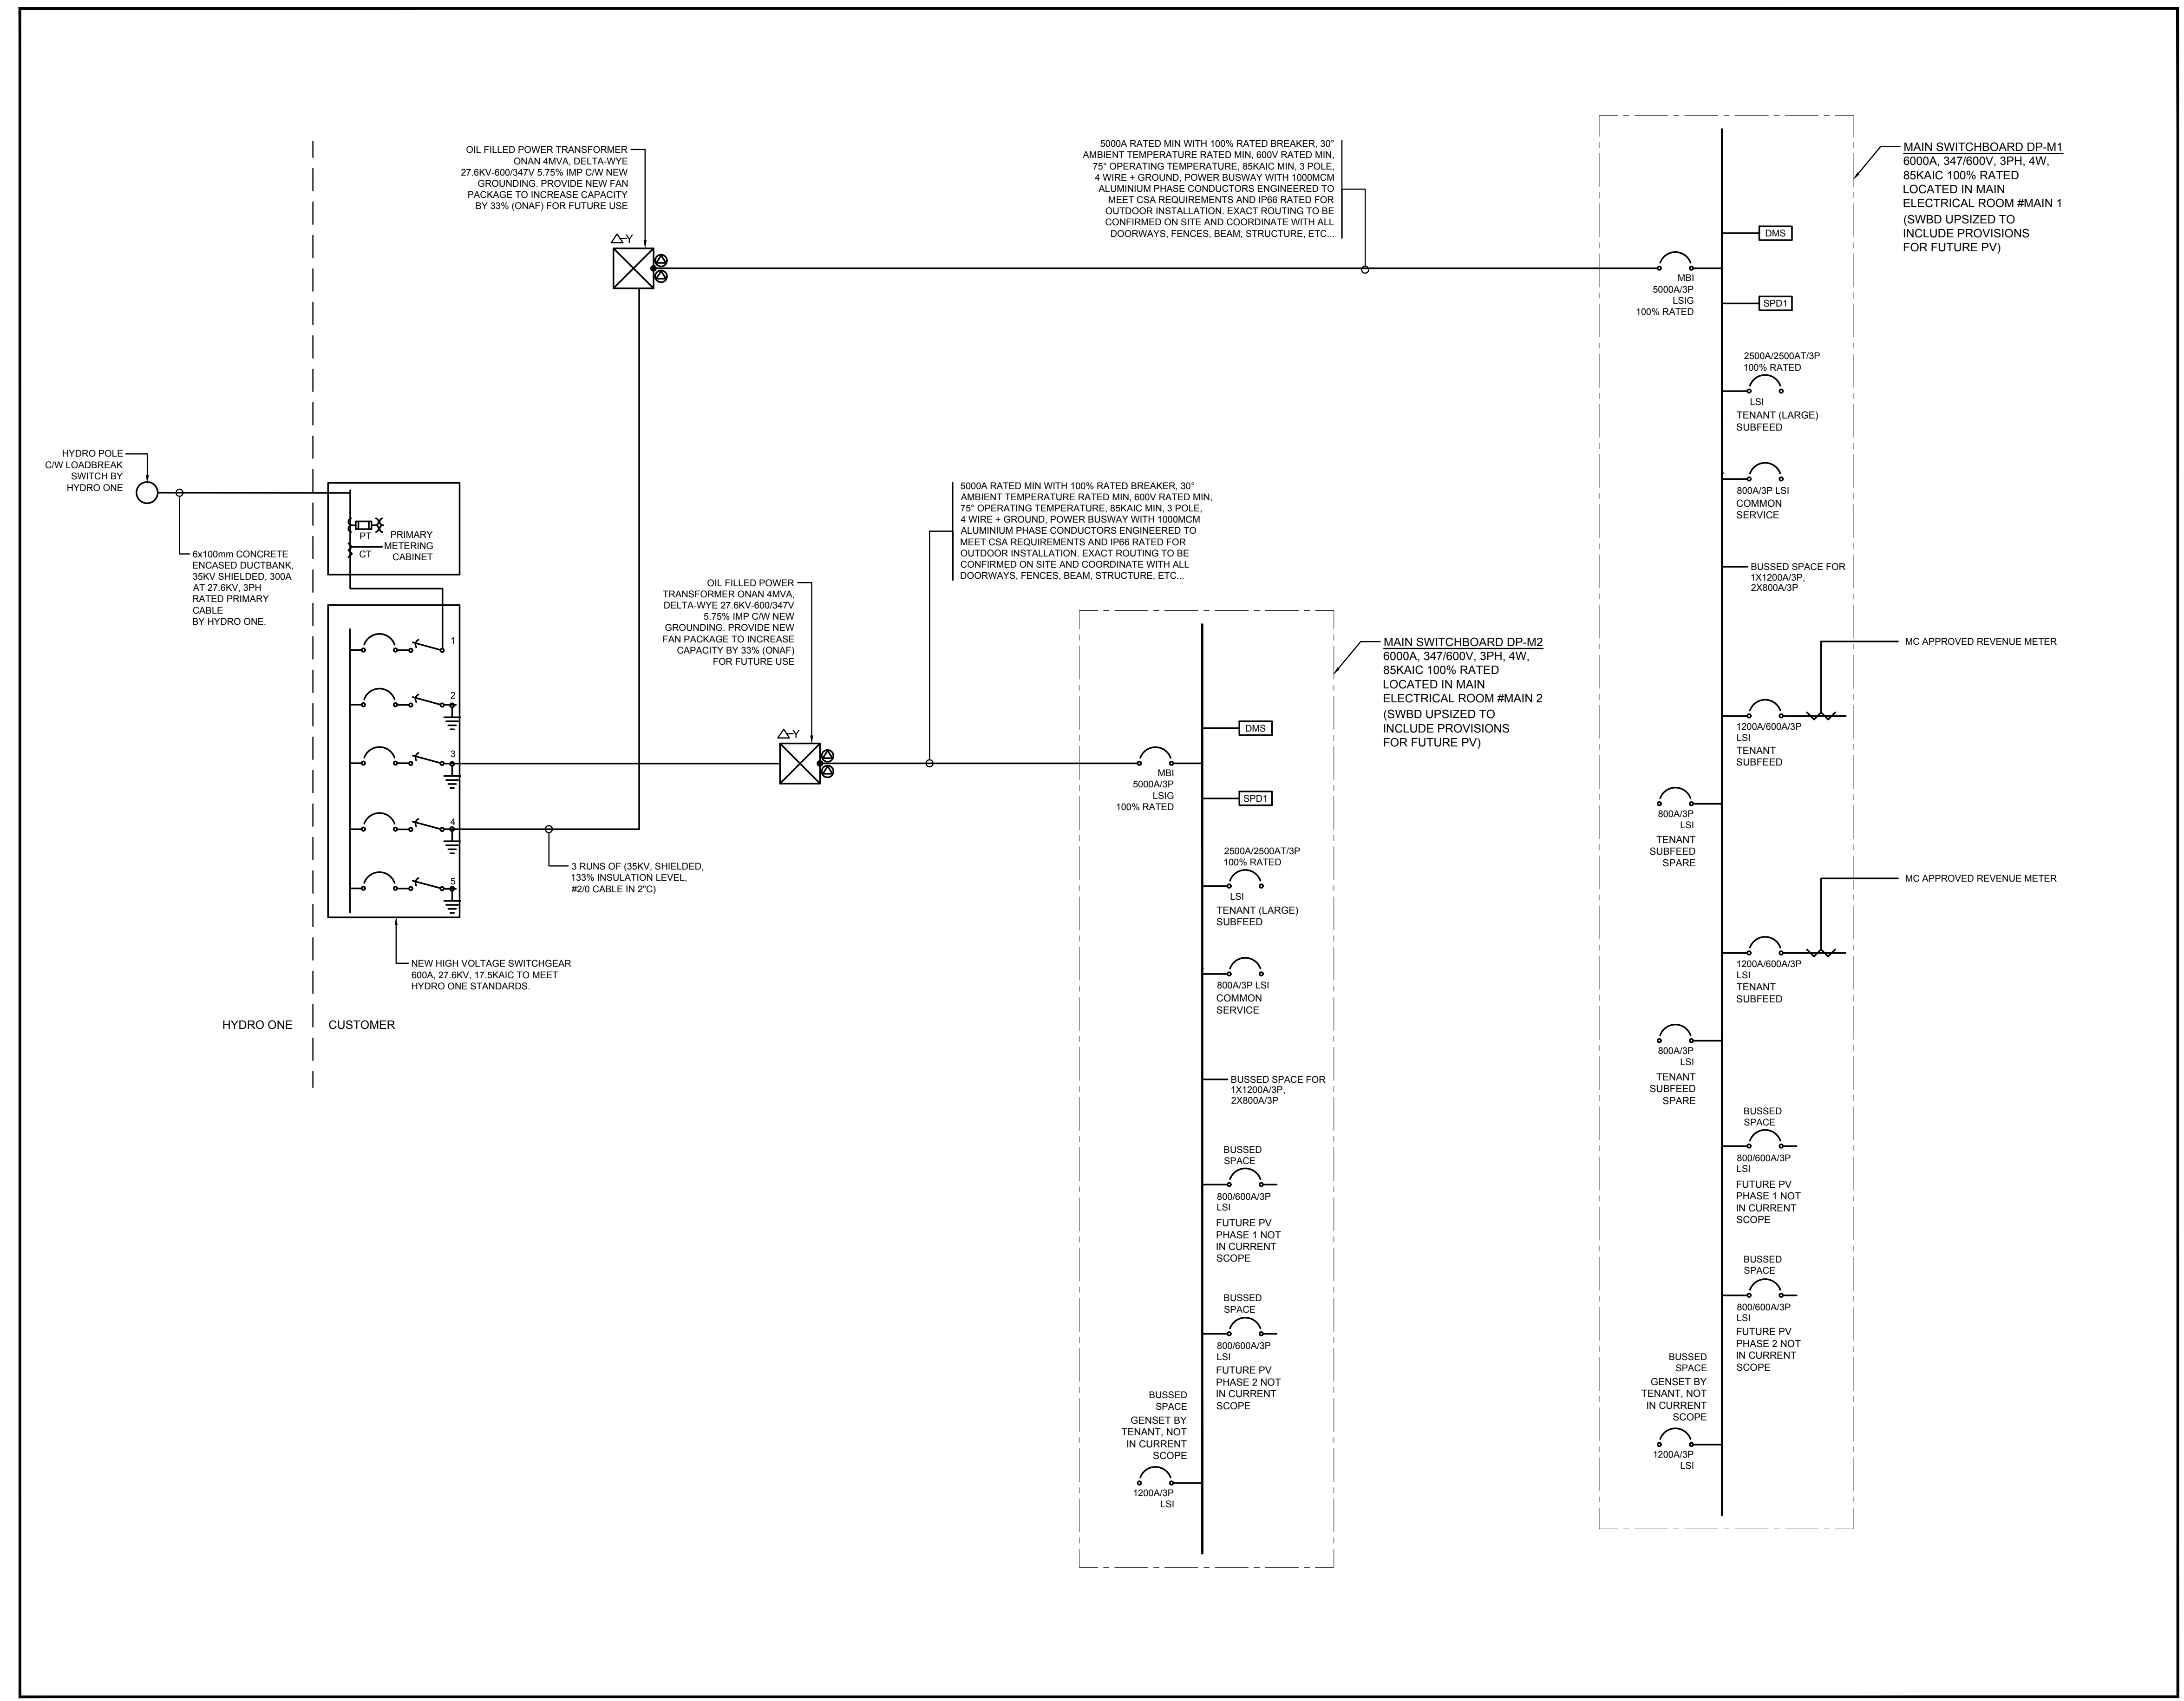 OIL FILLED POWER TRANSFORMER
ONAN 4MVA, DELTA-WYE
27.6KV-600/347V 5.75% IMP C/W NEW
GROUNDING. PROVIDE NEW FAN
PACKAGE TO INCREASE CAPACITY
BY 33% (ONAF) FOR FUTURE USE
Y
5000A RATED MIN WITH 100% RATED BREAKER, 30°
AMBIENT TEMPERATURE RATED MIN, 600V RATED MIN,
75° OPERATING TEMPERATURE, 85KAIC MIN, 3 POLE,
4 WIRE + GROUND, POWER BUSWAY WITH 1000MCM
ALUMINIUM PHASE CONDUCTORS ENGINEERED TO
MEET CSA REQUIREMENTS AND IP66 RATED FOR
OUTDOOR INSTALLATION. EXACT ROUTING TO BE
CONFIRMED ON SITE AND COORDINATE WITH ALL
DOORWAYS, FENCES, BEAM, STRUCTURE, ETC...
MAIN SWITCHBOARD DP-M1
6000A, 347/600V, 3PH, 4W,
85KAIC 100% RATED
LOCATED IN MAIN
ELECTRICAL ROOM #MAIN 1
(SWBD UPSIZED TO
INCLUDE PROVISIONS
FOR FUTURE PV)
DMS
MBI
5000A/3P
LSIG
100% RATED
SPD1
2500A/2500AT/3P
100% RATED
LSI
TENANT (LARGE)
SUBFEED
800A/3P LSI
COMMON
SERVICE
BUSSED SPACE FOR
1X1200A/3P,
2X800A/3P
MC APPROVED REVENUE METER
1200A/600A/3P
LSI
TENANT
SUBFEED
800A/3P
LSI
TENANT
SUBFEED
SPARE
MC APPROVED REVENUE METER
1200A/600A/3P
LSI
TENANT
SUBFEED
800A/3P
LSI
TENANT
SUBFEED
SPARE
BUSSED
SPACE
800/600A/3P
LSI
FUTURE PV
PHASE 1 NOT
IN CURRENT
SCOPE
BUSSED
SPACE
800/600A/3P
LSI
FUTURE PV
PHASE 2 NOT
IN CURRENT
SCOPE
BUSSED
SPACE
GENSET BY
TENANT, NOT
IN CURRENT
SCOPE
1200A/3P
LSI
HYDRO POLE
C/W LOADBREAK
SWITCH BY
HYDRO ONE
6x100mm CONCRETE
ENCASED DUCTBANK,
35KV SHIELDED, 300A
AT 27.6KV, 3PH
RATED PRIMARY
CABLE
BY HYDRO ONE.
PT
CT
PRIMARY
METERING
CABINET
1
2
3
4
5
3 RUNS OF (35KV, SHIELDED,
133% INSULATION LEVEL,
#2/0 CABLE IN 2"C)
NEW HIGH VOLTAGE SWITCHGEAR
600A, 27.6KV, 17.5KAIC TO MEET
HYDRO ONE STANDARDS.
HYDRO ONE
CUSTOMER
OIL FILLED POWER
TRANSFORMER ONAN 4MVA,
DELTA-WYE 27.6KV-600/347V
5.75% IMP C/W NEW
GROUNDING. PROVIDE NEW
FAN PACKAGE TO INCREASE
CAPACITY BY 33% (ONAF)
FOR FUTURE USE
Y
5000A RATED MIN WITH 100% RATED BREAKER, 30°
AMBIENT TEMPERATURE RATED MIN, 600V RATED MIN,
75° OPERATING TEMPERATURE, 85KAIC MIN, 3 POLE,
4 WIRE + GROUND, POWER BUSWAY WITH 1000MCM
ALUMINIUM PHASE CONDUCTORS ENGINEERED TO
MEET CSA REQUIREMENTS AND IP66 RATED FOR
OUTDOOR INSTALLATION. EXACT ROUTING TO BE
CONFIRMED ON SITE AND COORDINATE WITH ALL
DOORWAYS, FENCES, BEAM, STRUCTURE, ETC...
MAIN SWITCHBOARD DP-M2
6000A, 347/600V, 3PH, 4W,
85KAIC 100% RATED
LOCATED IN MAIN
ELECTRICAL ROOM #MAIN 2
(SWBD UPSIZED TO
INCLUDE PROVISIONS
FOR FUTURE PV)
DMS
MBI
5000A/3P
LSIG
100% RATED
SPD1
2500A/2500AT/3P
100% RATED
LSI
TENANT (LARGE)
SUBFEED
800A/3P LSI
COMMON
SERVICE
BUSSED SPACE FOR
1X1200A/3P,
2X800A/3P
BUSSED
SPACE
800/600A/3P
LSI
FUTURE PV
PHASE 1 NOT
IN CURRENT
SCOPE
BUSSED
SPACE
800/600A/3P
LSI
FUTURE PV
PHASE 2 NOT
IN CURRENT
SCOPE
BUSSED
SPACE
GENSET BY
TENANT, NOT
IN CURRENT
SCOPE
1200A/3P
LSI